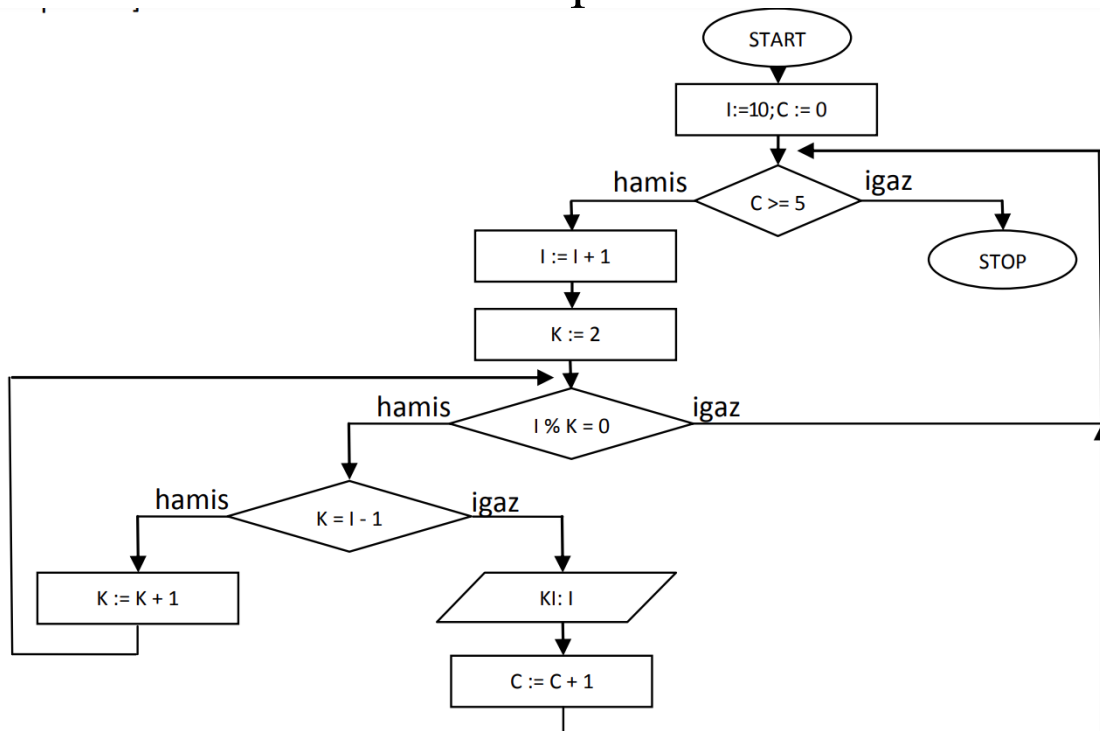 START
I:=10;C := 0
C >= 5
hamis
igaz
I := I + 1
STOP
K := 2
I % K = 0
hamis
igaz
K = I - 1
hamis
igaz
K := K + 1
KI: I
C := C + 1